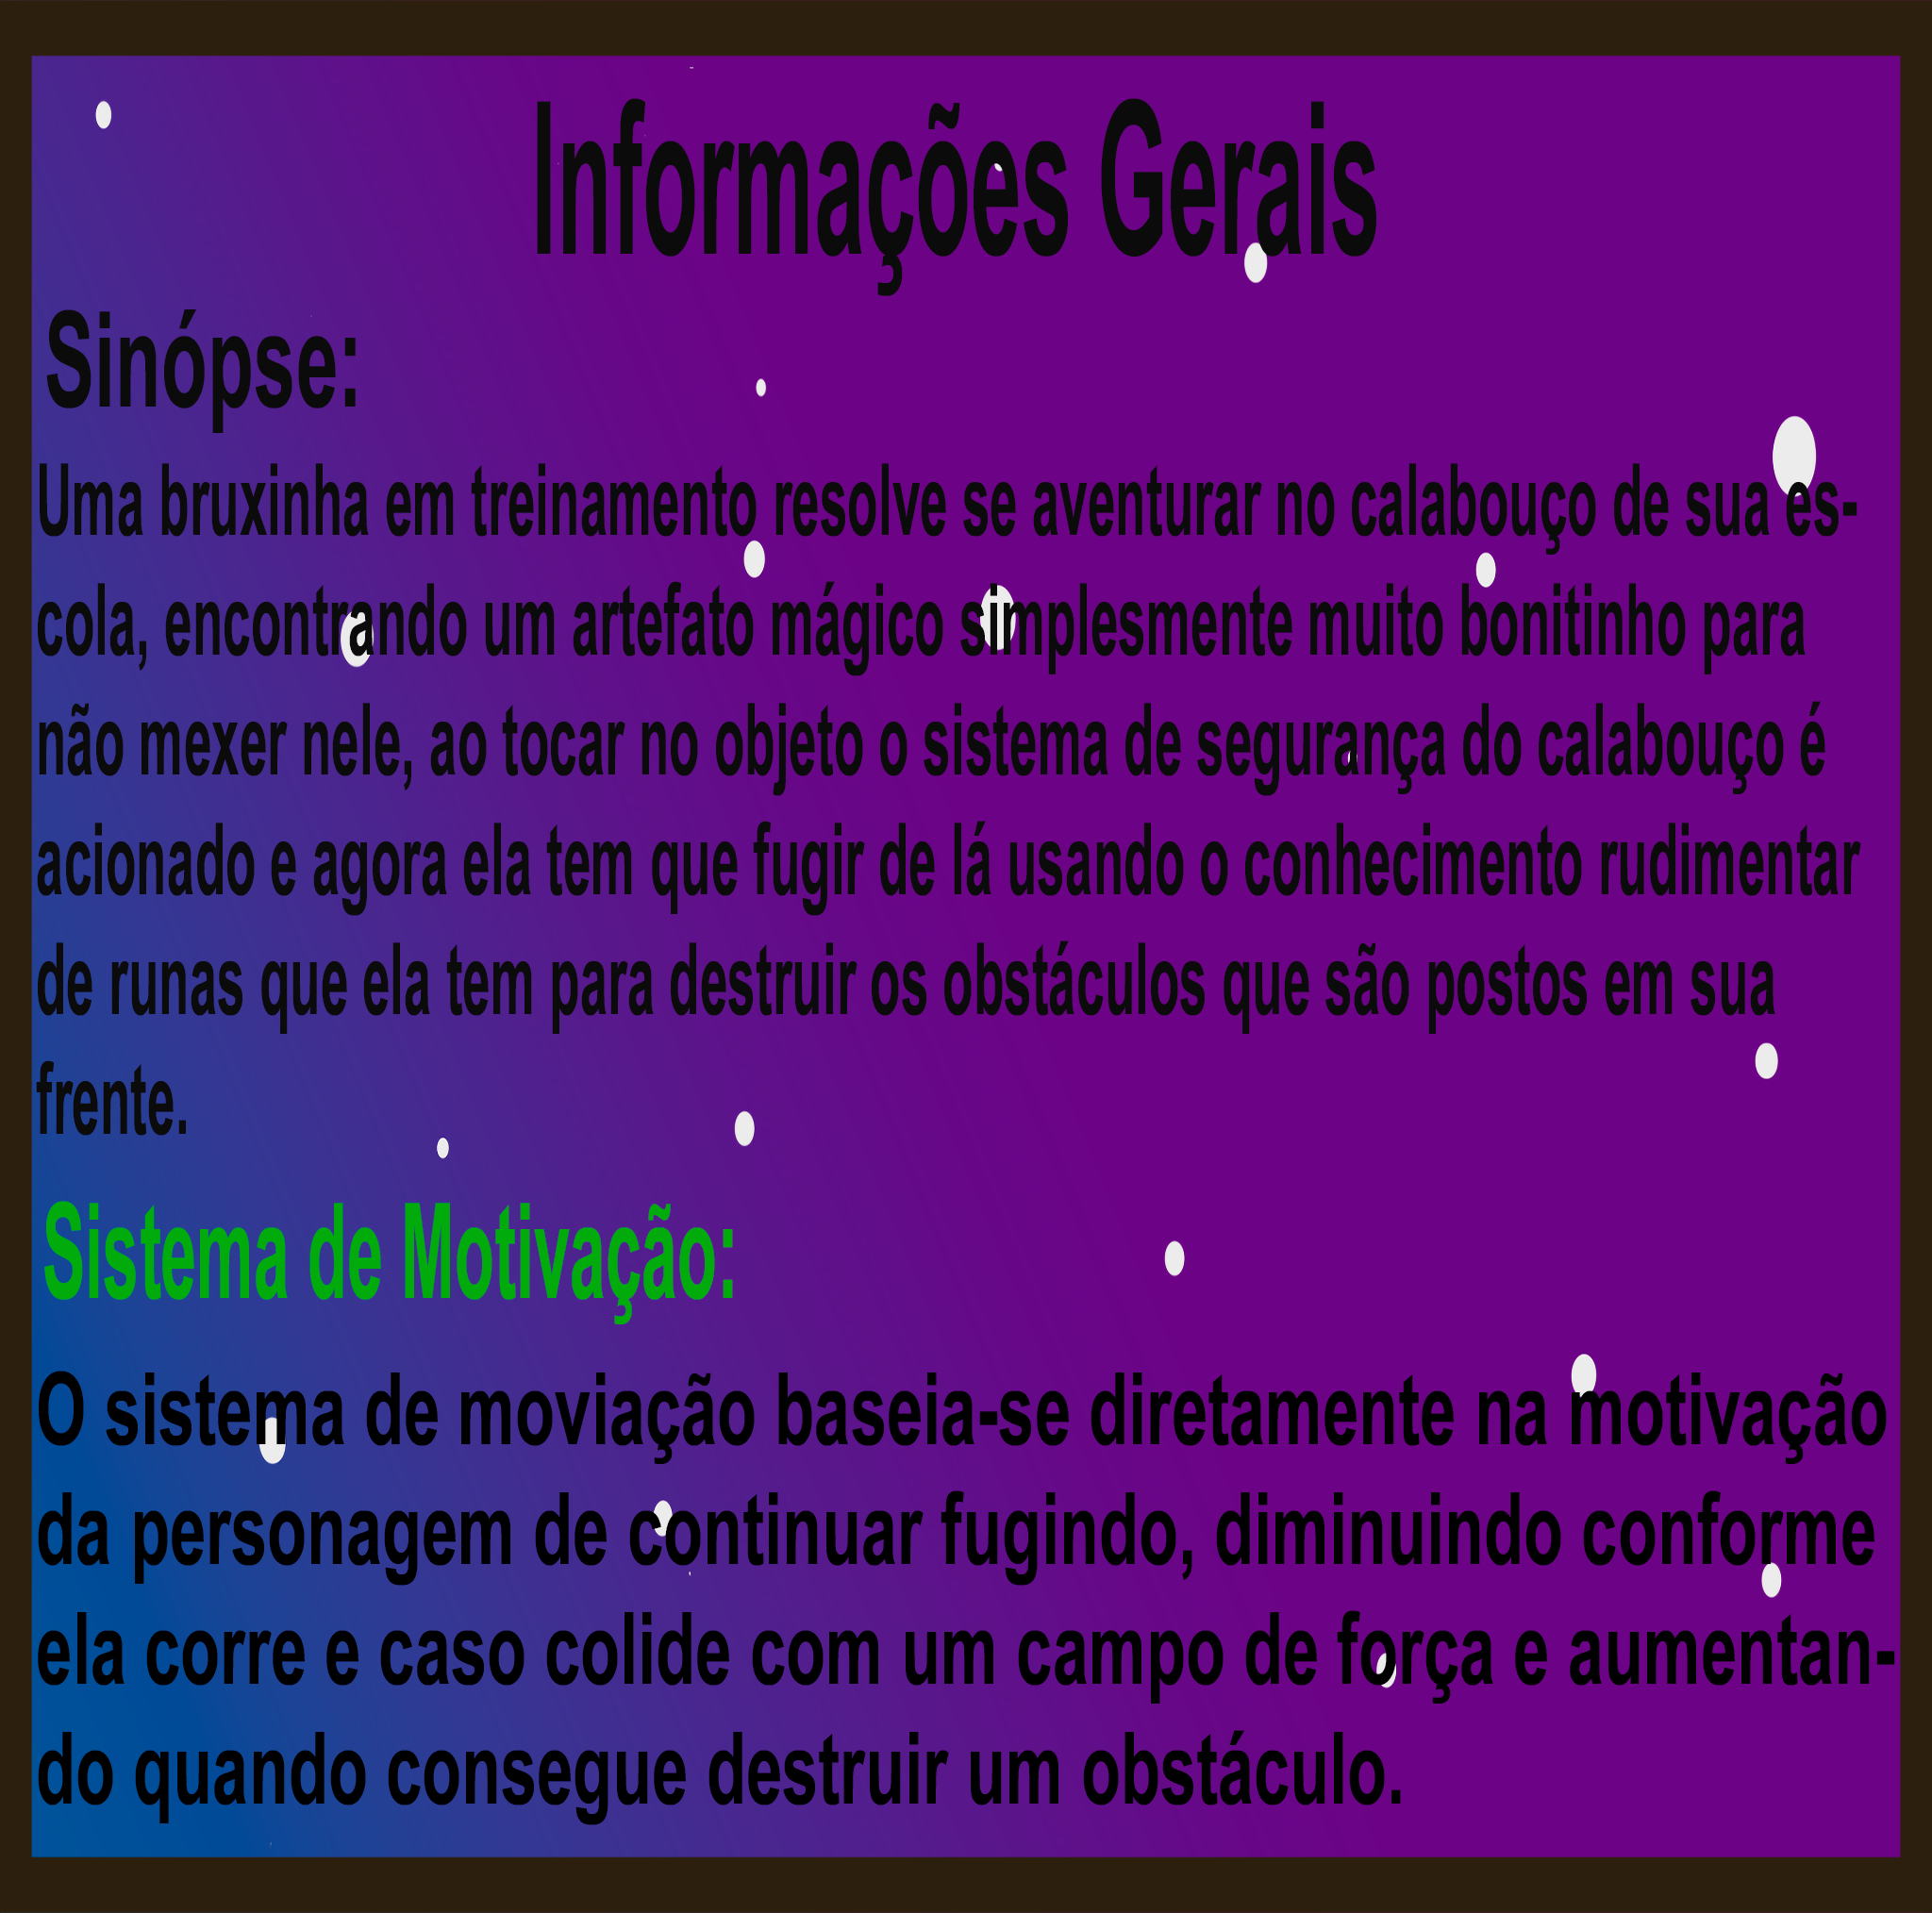 Informações Gerais
Sinópse:
Uma bruxinha em treinamento resolve se aventurar no calabouço de sua es-
cola, encontrando um artefato mágico simplesmente muito bonitinho para
não mexer nele, ao tocar no objeto o sistema de segurança do calabouço é
acionado e agora ela tem que fugir de lá usando o conhecimento rudimentar
de runas que ela tem para destruir os obstáculos que são postos em sua
frente.
Sistema de Motivação:
O sistema de moviação baseia-se diretamente na motivação
da personagem de continuar fugindo, diminuindo conforme
ela corre e caso colide com um campo de força e aumentan-
do quando consegue destruir um obstáculo.